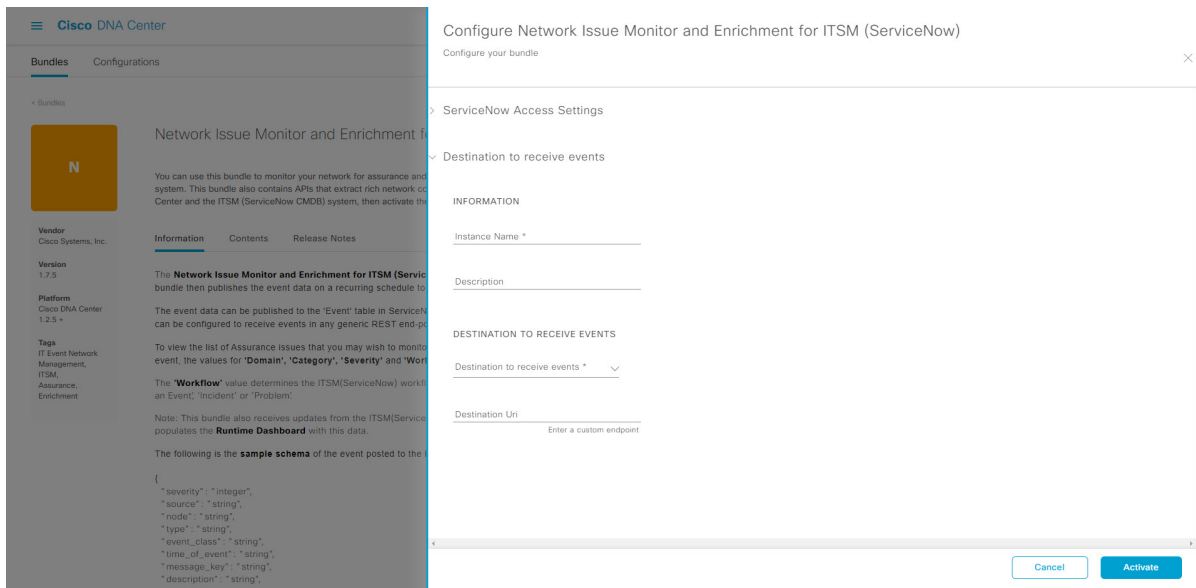 Cisco DNA Center
Bundles Configurations
< Bundles
N
Network Issue Monitor and Enrichment f
You can use this bundle to monitor your network for assurance and
system. This bundle also contains APIs that extract rich network co
Center and the ITSM (ServiceNow CMDB) system, then activate the
Vendor
Cisco Systems, Inc.
Version
1.7.5
Platform
Cisco DNA Center
1.2.5 +
Tags
IT Event Network
Management,
ITSM,
Assurance,
Enrichment
Information Contents Release Notes
The Network Issue Monitor and Enrichment for ITSM (Servic
bundle then publishes the event data on a recurring schedule to
The event data can be published to the 'Event' table in ServiceN
can be configured to receive events in any generic REST end-po
To view the list of Assurance issues that you may wish to monito
event, the values for 'Domain', 'Category', 'Severity' and 'Worl
The 'Workflow' value determines the ITSM(ServiceNow) workfl
an Event', 'Incident' or 'Problem'.
Note: This bundle also receives updates from the ITSM(Service
populates the Runtime Dashboard with this data.
The following is the sample schema of the event posted to the
{
"severity" : "integer",
"source" : "string",
"node" : "string",
"type" : "string",
"event_class" : "string",
"time_of_event" : "string",
"message_key" : "string",
"description" : "string",
Configure Network Issue Monitor and Enrichment for ITSM (ServiceNow)
Configure your bundle
ServiceNow Access Settings
Destination to receive events
INFORMATION
Instance Name *
Description
DESTINATION TO RECEIVE EVENTS
Destination to receive events *
Destination Uri
Enter a custom endpoint
Cancel Activate